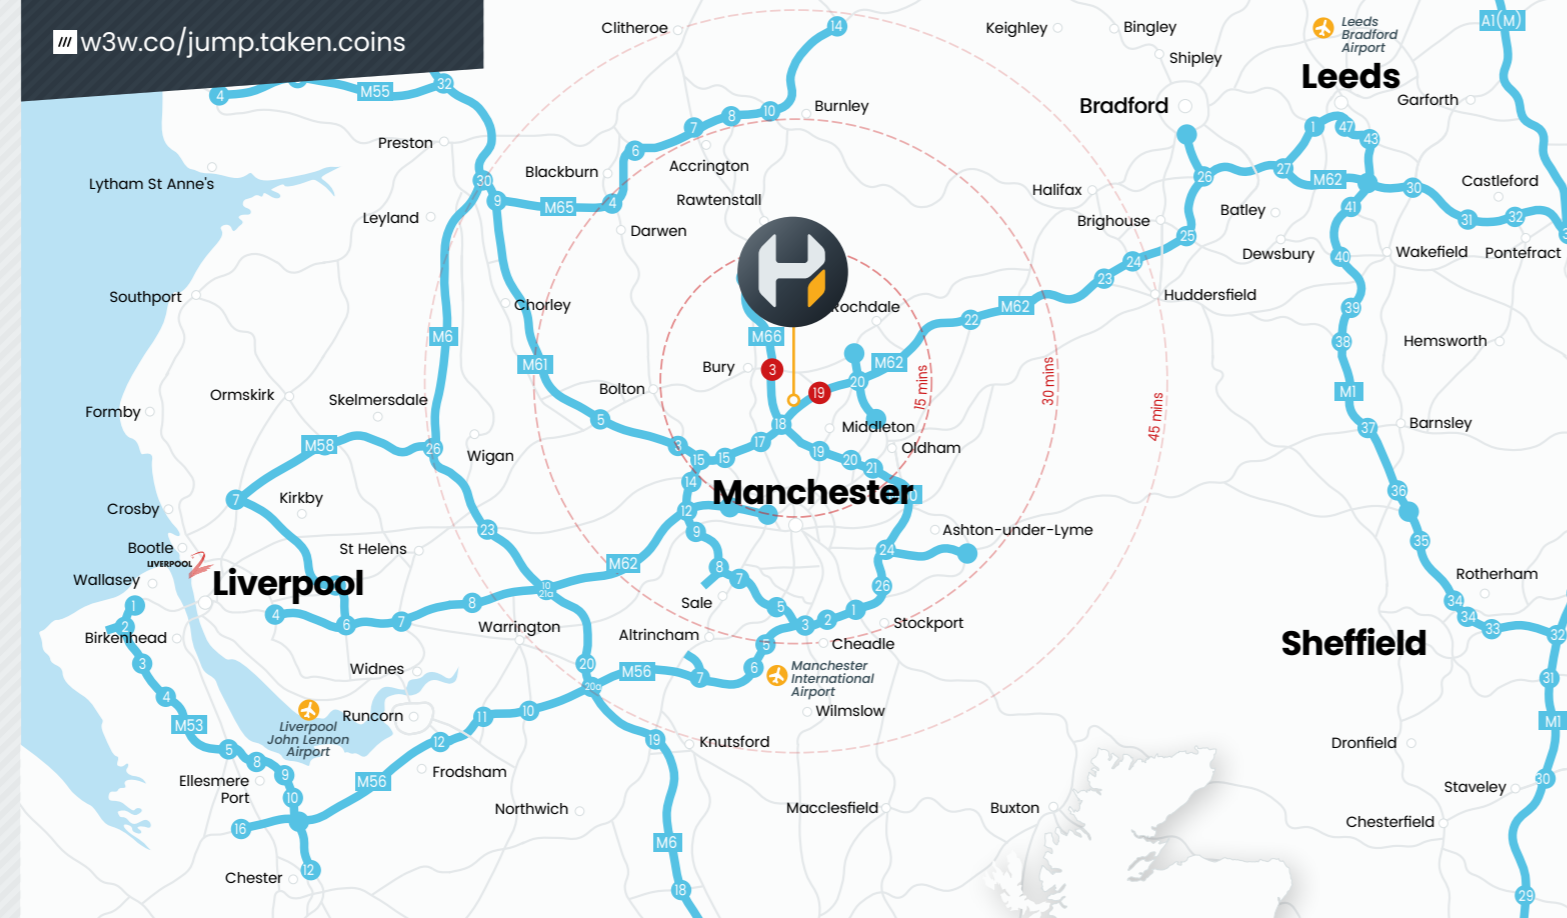 /// w3w.co/jump.taken.coins
Clitheroe
14
Keighley
Bingley
Shipley
Leeds
Bradford
Airport
A1(M)
Leeds
Bradford
Garforth
4
M55
32
Preston
7
8
10
Burnley
1
47
43
6
Accrington
Blackburn
Lytham St Anne's
30
9
M65
4
Rawtenstall
Halifax
26
27
M62
30
Castleford
Leyland
Darwen
Brighouse
25
Batley
41
31
32
Dewsbury
40
Wakefield
Pontefract
24
23
Southport
Chorley
Rochdale
M62
22
Huddersfield
39
M6
M61
M66
38
Hemsworth
Bury
3
M62
20
19
15 mins
30 mins
45 mins
Ormskirk
Skelmersdale
Bolton
M1
Formby
5
18
Middleton
37
Barnsley
M58
26
Wigan
3
15
15
17
19
20
21
Oldham
7
Kirkby
14
Manchester
0
36
Crosby
12
9
Ashton-under-Lyme
23
35
Bootle
LIVERPOOL 2
St Helens
M62
24
Wallasey
Liverpool
8
7
26
Rotherham
10
21a
1
4
6
7
8
Sale
5
3
2
1
Stockport
34
34
33
32
2
Birkenhead
Warrington
Altrincham
5
Cheadle
Sheffield
3
Widnes
20
M56
7
6
Manchester
International
Airport
31
4
20a
M53
Liverpool
John Lennon
Airport
Runcorn
11
10
Wilmslow
M1
5
8
12
19
Knutsford
Dronfield
9
M56
Frodsham
Ellesmere
Port
10
30
Staveley
16
Northwich
Macclesfield
Buxton
Chesterfield
M6
12
Chester
18
29